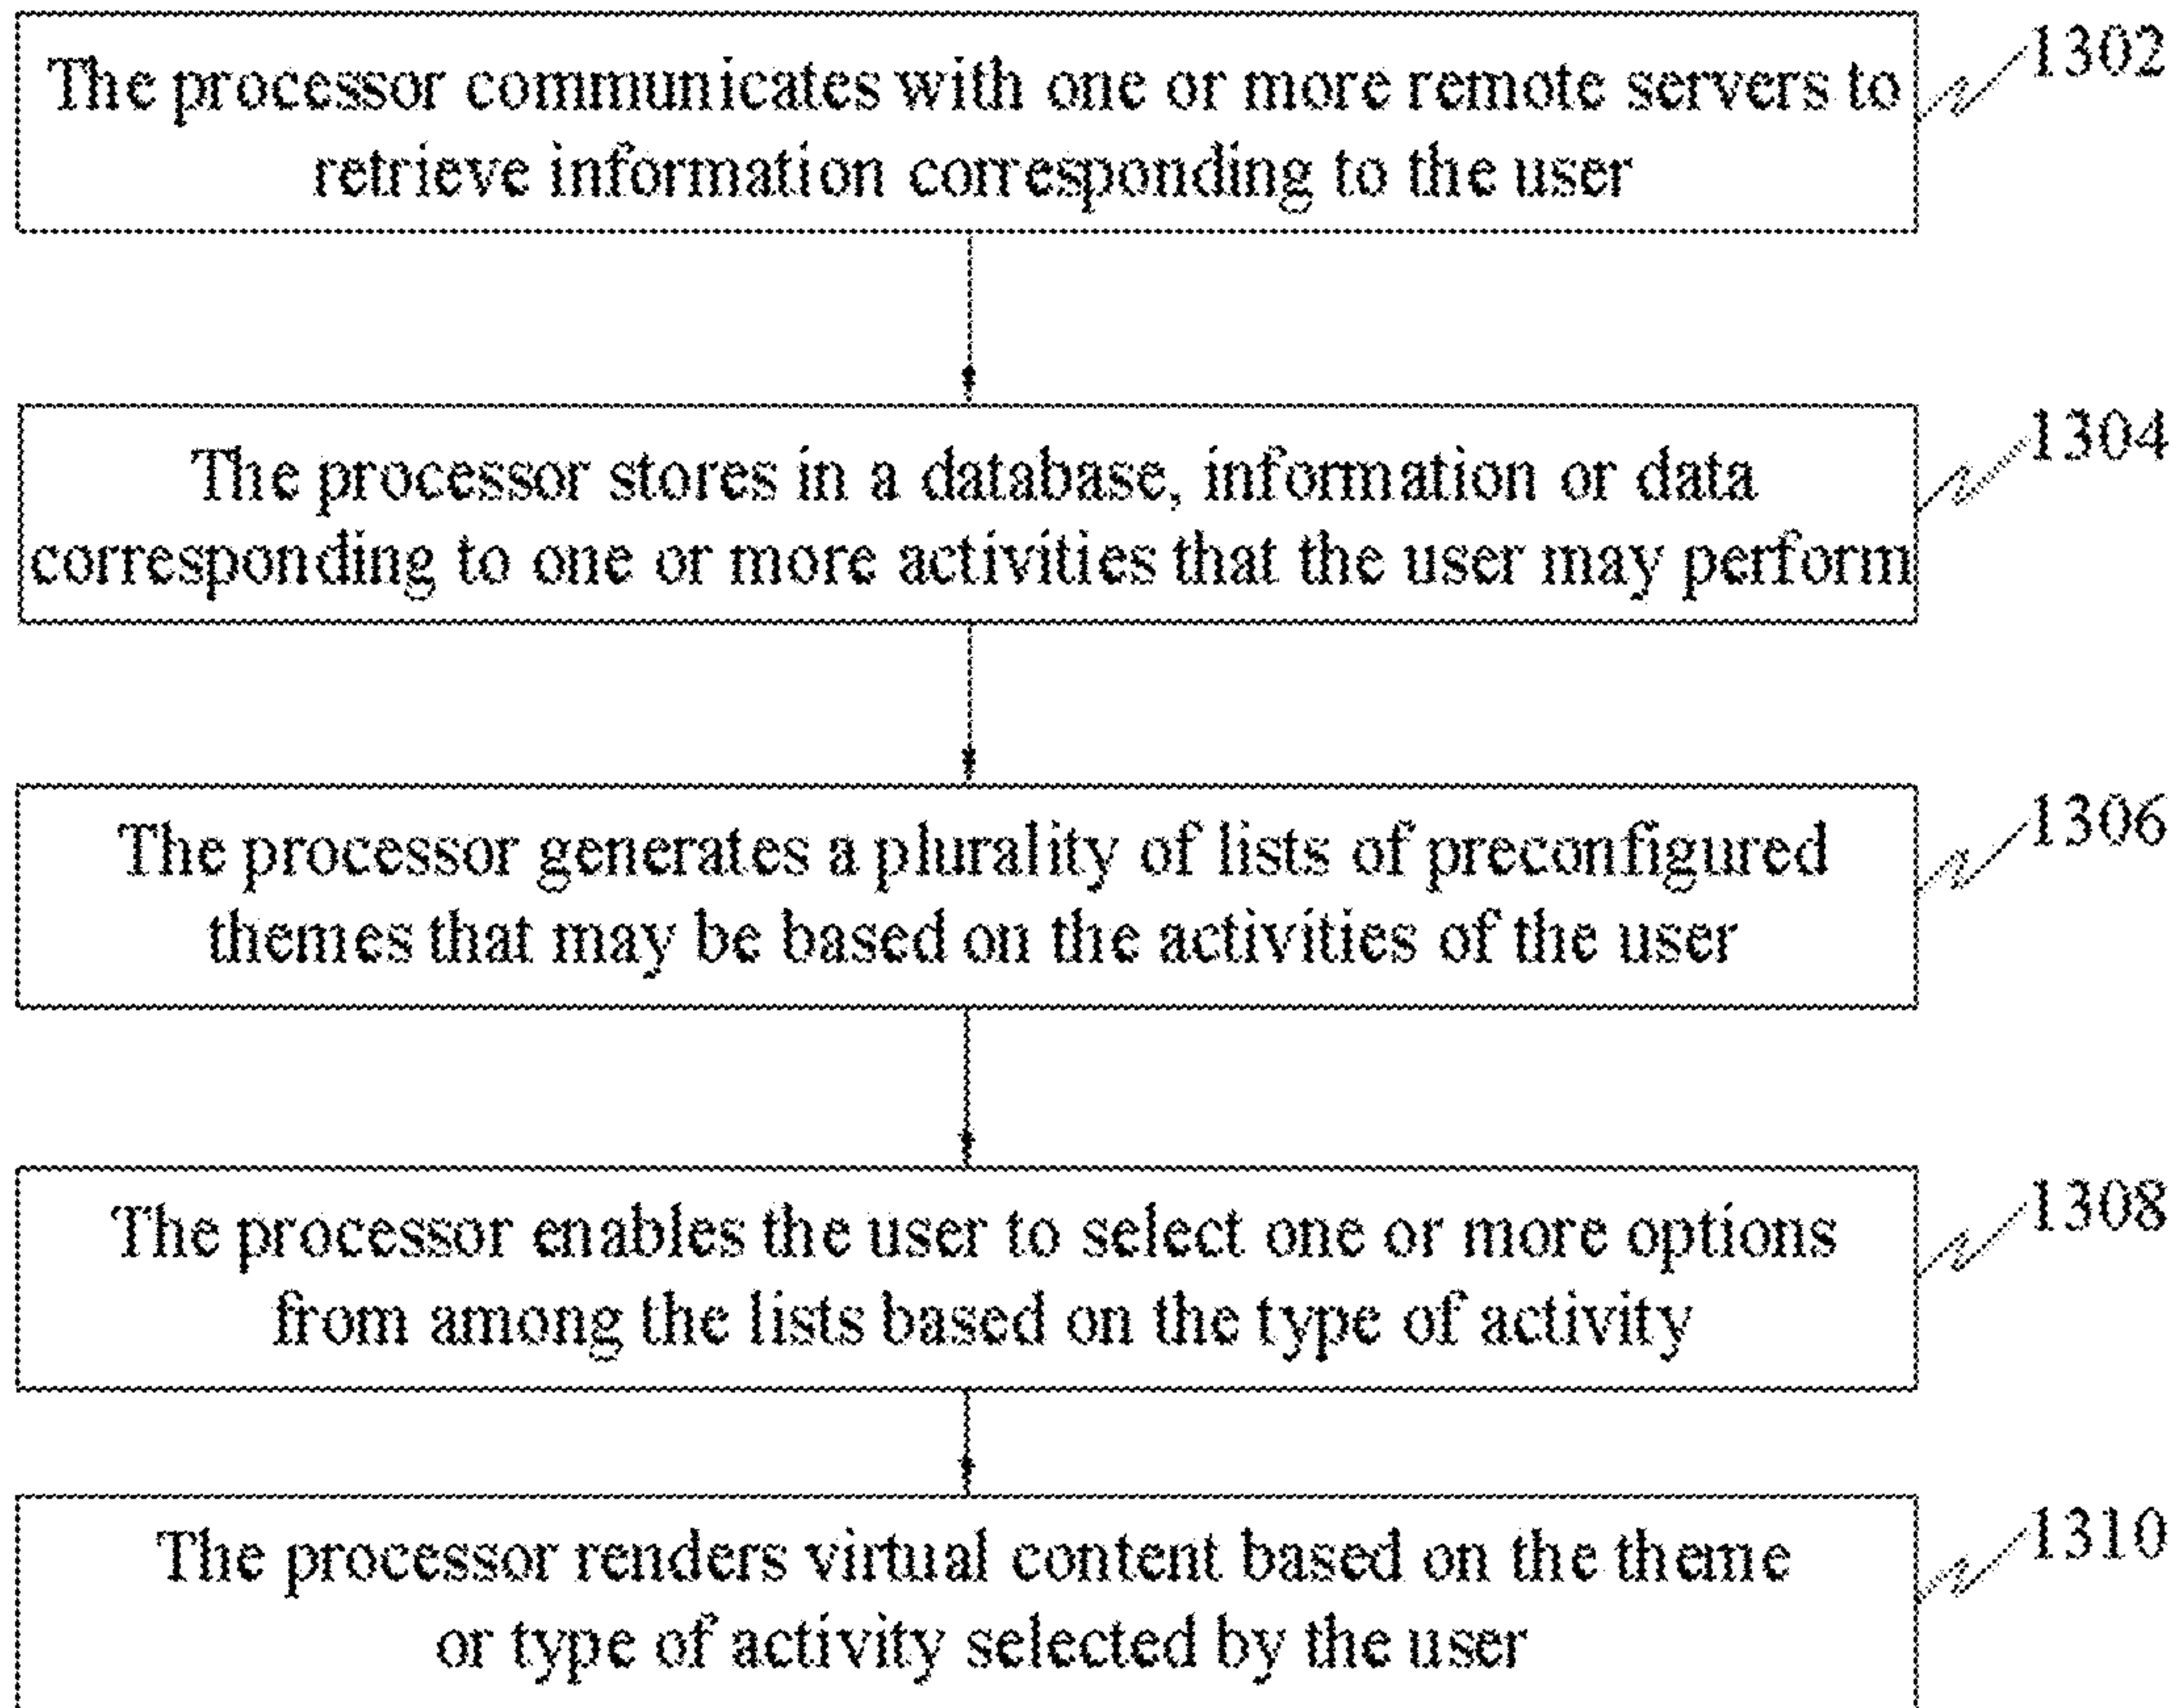 The processor communicates with one or more remote servers to
retrieve information corresponding to the user
1302
The processor stores in a database, information or data
corresponding to one or more activities that the user may perform
1304
The processor generates a plurality of lists of preconfigured
themes that may be based on the activities of the user
1306
The processor enables the user to select one or more options
from among the lists based on the type of activity
1308
The processor renders virtual content based on the theme
or type of activity selected by the user
1310